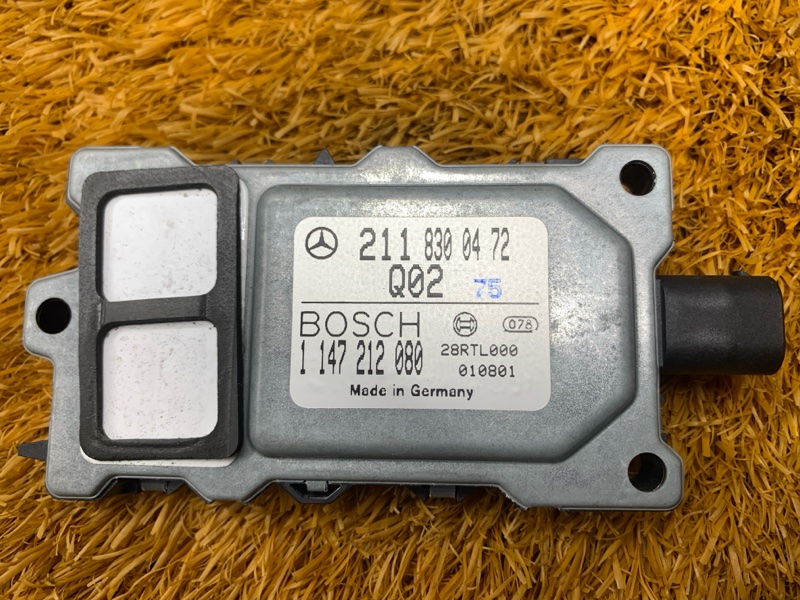 211 830 04 72
Q02 75
BOSCH 078
1 147 212 080 28RTL000
010801
Made in Germany